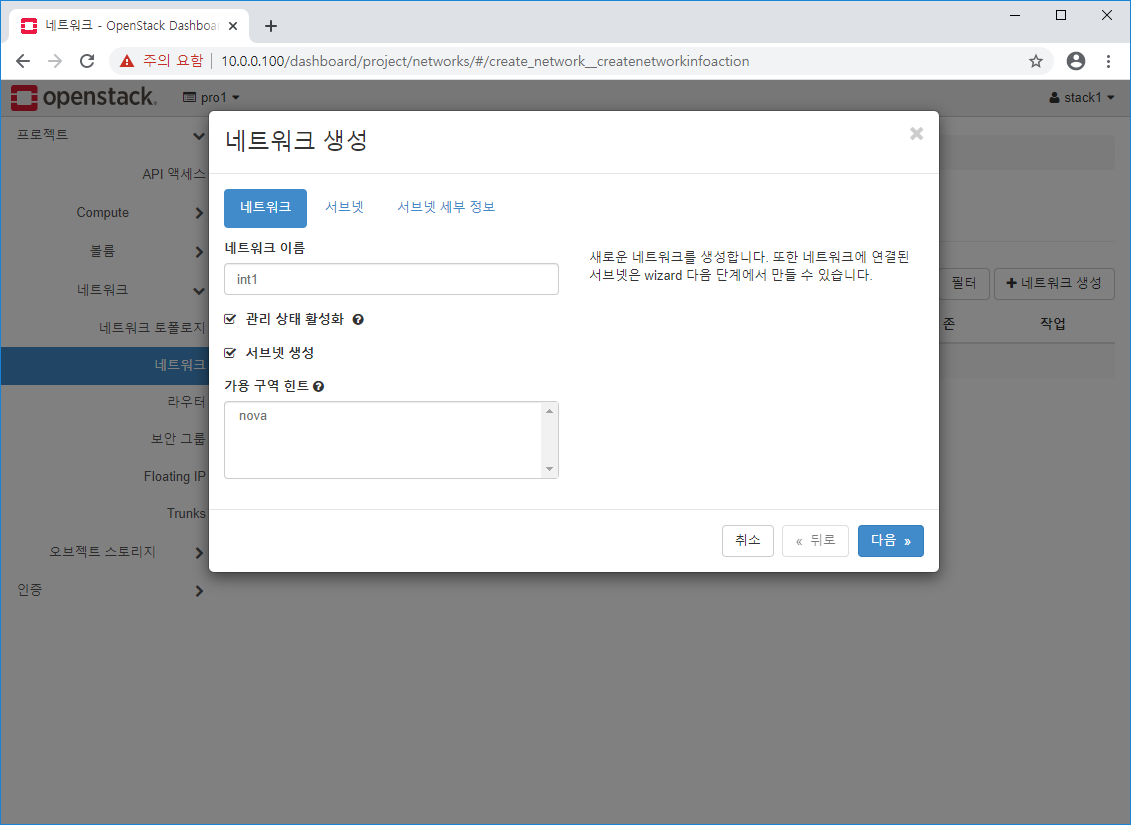 네트워크 - OpenStack Dashboar
주의 요함 | 10.0.0.100/dashboard/project/networks/#/create_network__createnetworkinfoaction
openstack. pro1 stack1
프로젝트
API 액세스
Compute
볼륨
네트워크
네트워크 토폴로지
네트워크
라우터
보안 그룹
Floating IP
Trunks
오브젝트 스토리지
인증
네트워크 생성
네트워크 서브넷 서브넷 세부 정보
네트워크 이름
int1
관리 상태 활성화
서브넷 생성
가용 구역 힌트
nova
새로운 네트워크를 생성합니다. 또한 네트워크에 연결된
서브넷은 wizard 다음 단계에서 만들 수 있습니다.
취소 « 뒤로 다음 »
필터 네트워크 생성
존 작업